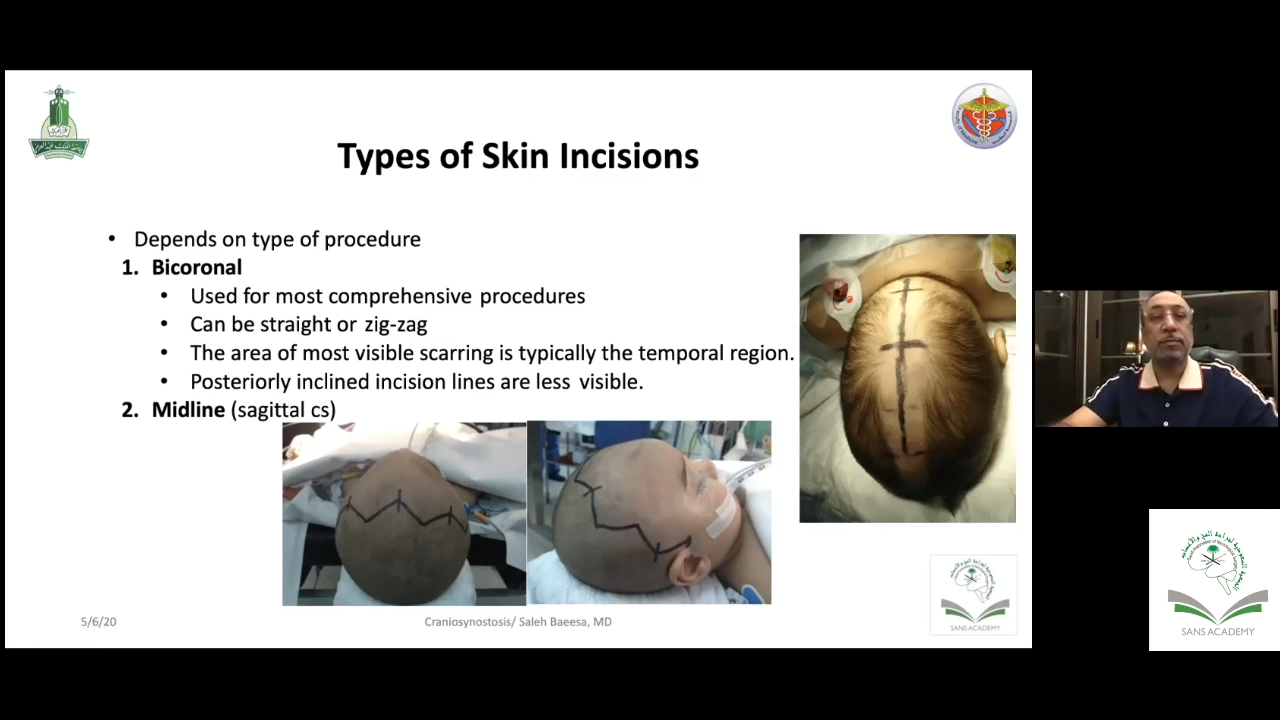 Types of Skin Incisions
• Depends on type of procedure
1. Bicoronal
• Used for most comprehensive procedures
• Can be straight or zig-zag
• The area of most visible scarring is typically the temporal region.
• Posteriorly inclined incision lines are less visible.
2. Midline (sagittal cs)
5/6/20
Craniosynostosis/ Saleh Baeesa, MD
SANS ACADEMY
SANS ACADEMY